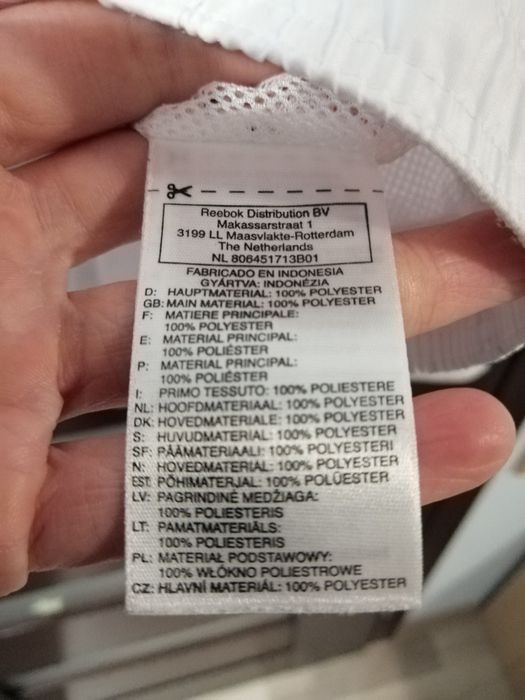 Reebok Distribution BV
Makassarstraat 1
3199 LL Maasvlakte-Rotterdam
The Netherlands
NL 806451713B01
FABRICADO EN INDONESIA
GYÁRTVA: INDONÉZIA
D: HAUPTMATERIAL: 100% POLYESTER
GB: MAIN MATERIAL: 100% POLYESTER
F: MATIERE PRINCIPALE:
100% POLYESTER
E: MATERIAL PRINCIPAL:
100% POLIÉSTER
P: MATERIAL PRINCIPAL:
100% POLIÉSTER
I: PRIMO TESSUTO: 100% POLIESTERE
NL: HOOFDMATERIAAL: 100% POLYESTER
DK: HOVEDMATERIALE: 100% POLYESTER
S: HUVUDMATERIAL: 100% POLYESTER
SF: PÄÄMATERIAALI: 100% POLYESTERI
N: HOVEDMATERIAL: 100% POLYESTER
EST: PÕHIMATERJAL: 100% POLÜESTER
LV: PAGRINDINÉ MEDŽIAGA:
100% POLIESTERIS
LT: PAMATMATERIĀLS:
100% POLIESTERIS
PL: MATERIAŁ PODSTAWOWY:
100% WŁÓKNO POLIESTROWE
CZ: HLAVNÍ MATERIÁL: 100% POLYESTER